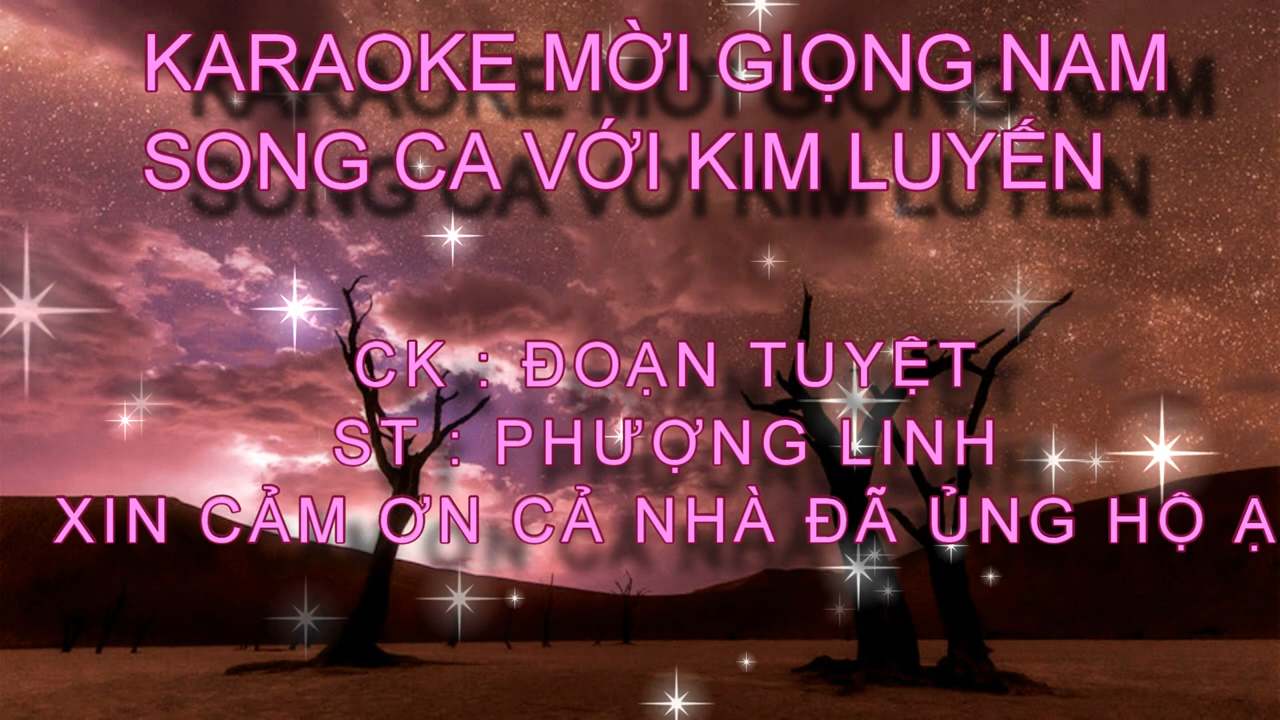 KARAOKE MỜI GIỌNG NAM
SONG CA VỚI KIM LUYẾN
CK : ĐOẠN TUYỆT
ST : PHƯỢNG LINH
XIN CẢM ƠN CẢ NHÀ ĐÃ ỦNG HỘ Ạ